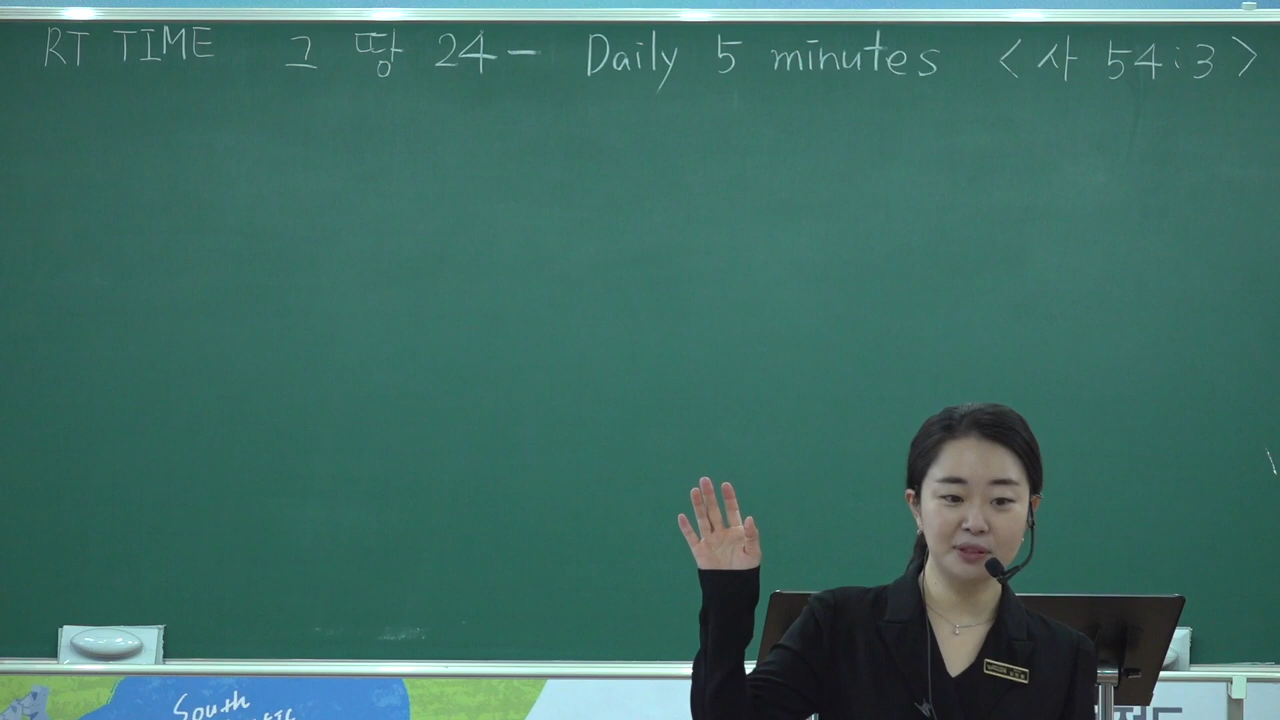 RT TIME 그 땅 24- Daily 5 minutes <사 54:3>
South